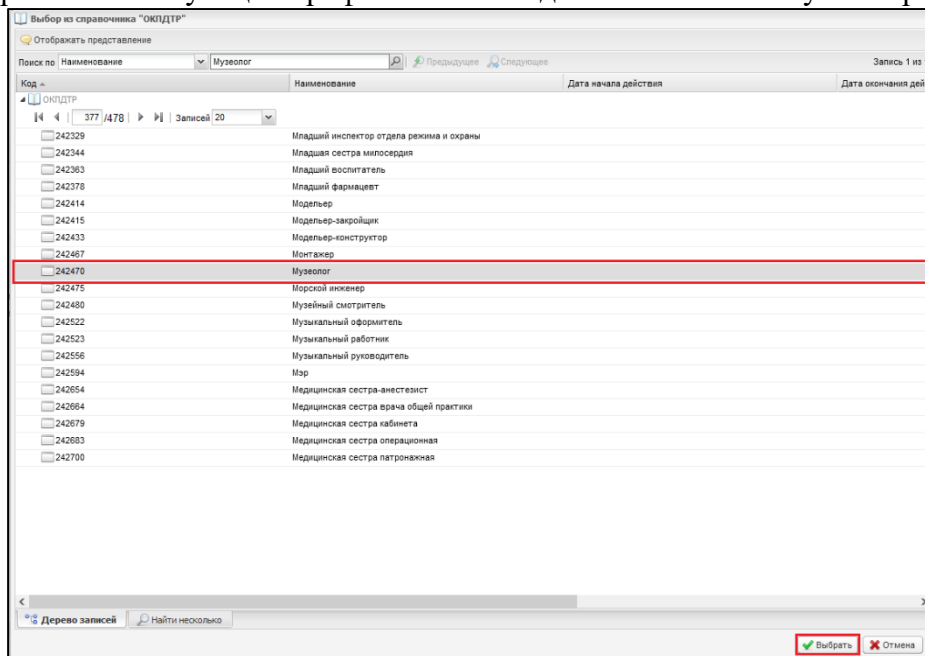 Выбор из справочника "ОКПДТР"
Отображать представление
Поиск по Наименование Музеолог Предыдущее Следующее Запись 1 из
Код Наименование Дата начала действия Дата окончания дей
ОКПДТР
377 /478 Записей 20
242329 Младший инспектор отдела режима и охраны
242344 Младшая сестра милосердия
242363 Младший воспитатель
242378 Младший фармацевт
242414 Модельер
242415 Модельер-закройщик
242433 Модельер-конструктор
242467 Монтажер
242470 Музеолог
242475 Морской инженер
242480 Музейный смотритель
242522 Музыкальный оформитель
242523 Музыкальный работник
242556 Музыкальный руководитель
242594 Мэр
242654 Медицинская сестра-анестезист
242664 Медицинская сестра врача общей практики
242679 Медицинская сестра кабинета
242683 Медицинская сестра операционная
242700 Медицинская сестра патронажная
Дерево записей Найти несколько
Выбрать Отмена